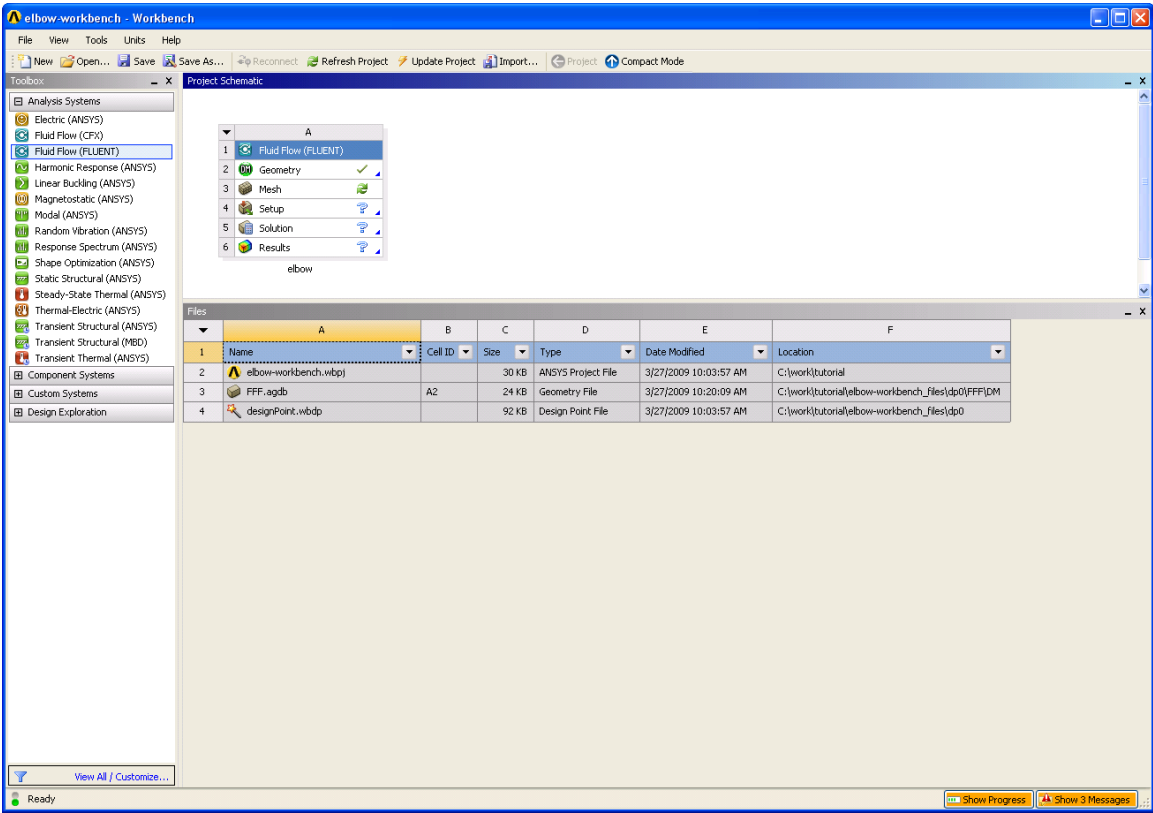 elbow-workbench - Workbench
File View Tools Units Help
New Open... Save Save As... Reconnect Refresh Project Update Project Import... Project Compact Mode
Toolbox
Project Schematic
Analysis Systems
Electric (ANSYS)
Fluid Flow (CFX)
Fluid Flow (FLUENT)
Harmonic Response (ANSYS)
Linear Buckling (ANSYS)
Magnetostatic (ANSYS)
Modal (ANSYS)
Random Vibration (ANSYS)
Response Spectrum (ANSYS)
Shape Optimization (ANSYS)
Static Structural (ANSYS)
Steady-State Thermal (ANSYS)
Thermal-Electric (ANSYS)
Transient Structural (ANSYS)
Transient Structural (MBD)
Transient Thermal (ANSYS)
Component Systems
Custom Systems
Design Exploration
View All / Customize...
A
1 Fluid Flow (FLUENT)
2 Geometry
3 Mesh
4 Setup ?
5 Solution ?
6 Results ?
elbow
Files
A B C D E F
1 Name Cell ID Size Type Date Modified Location
2 elbow-workbench.wbpj 30 KB ANSYS Project File 3/27/2009 10:03:57 AM C:\work\tutorial
3 FFF.agdb A2 24 KB Geometry File 3/27/2009 10:20:09 AM C:\work\tutorial\elbow-workbench_files\dp0\FFF\DM
4 designPoint.wbdp 92 KB Design Point File 3/27/2009 10:03:57 AM C:\work\tutorial\elbow-workbench_files\dp0
Ready
Show Progress
Show 3 Messages